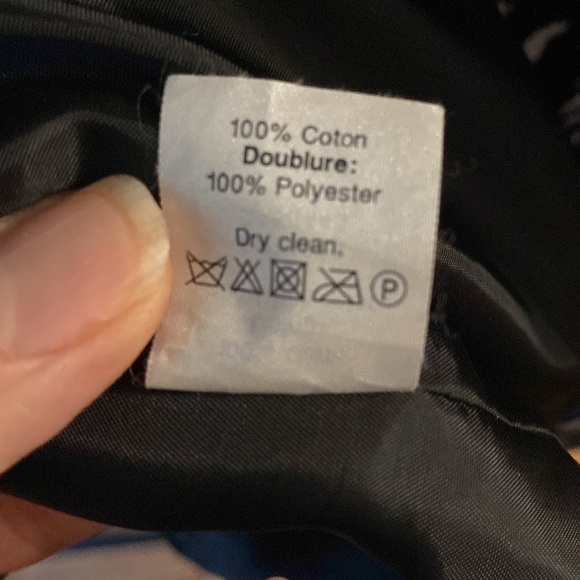 100% Coton
Doublure:
100% Polyester
Dry clean.
P